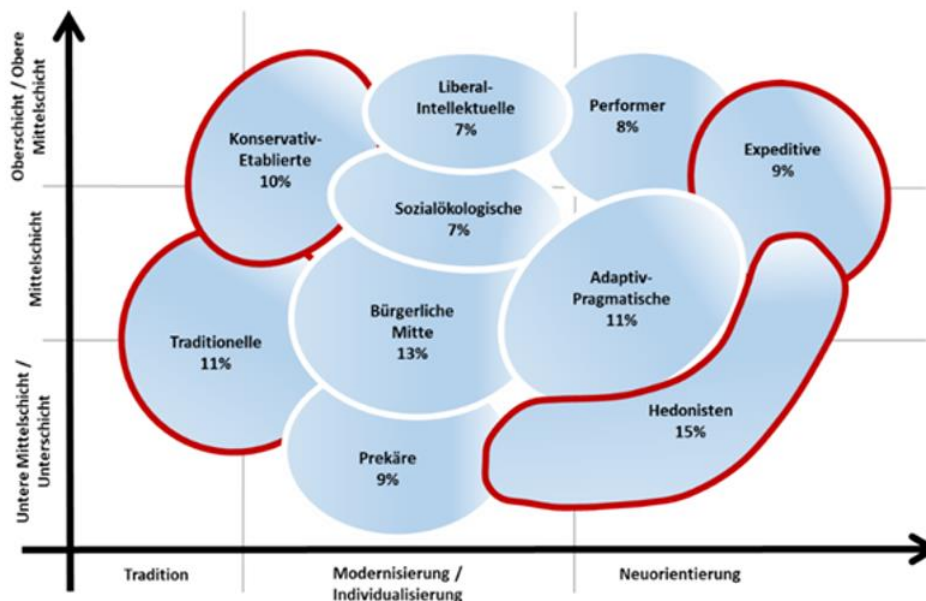 Oberschicht / Obere
Mittelschicht
Mittelschicht
Untere Mittelschicht /
Unterschicht
Konservativ-
Etablierte
10%
Liberal-
Intellektuelle
7%
Performer
8%
Expeditive
9%
Sozialökologische
7%
Traditionelle
11%
Bürgerliche
Mitte
13%
Adaptiv-
Pragmatische
11%
Hedonisten
15%
Prekäre
9%
Tradition
Modernisierung /
Individualisierung
Neuorientierung